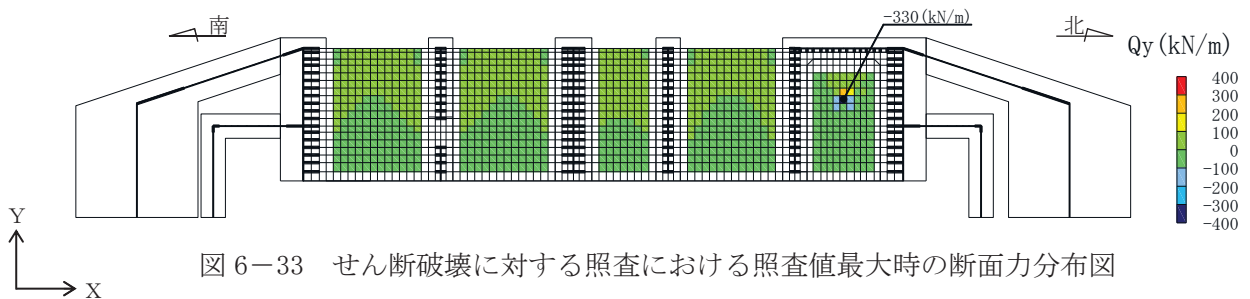 -330(kN/m)
南
北
Qy(kN/m)
400
300
200
100
0
-100
-200
-300
-400
Y
X
図 6-33 せん断破壊に対する照査における照査値最大時の断面力分布図